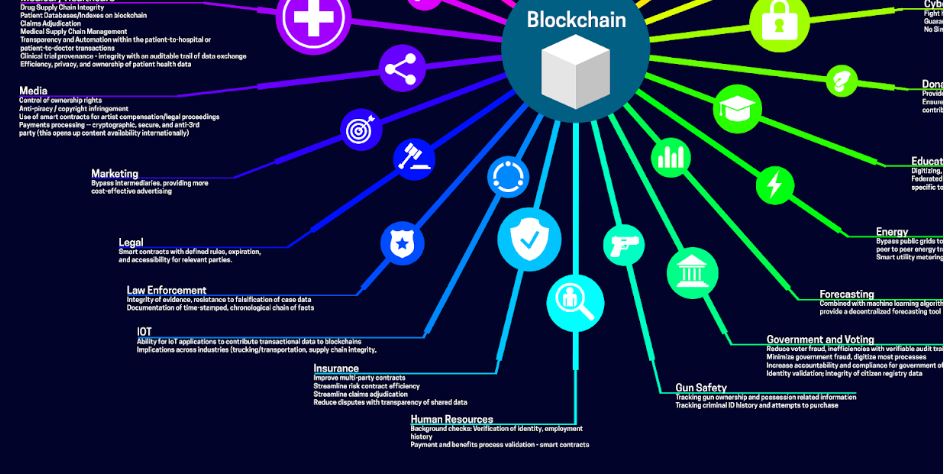 Blockchain
Drug Supply Chain Integrity
Patient Databases/Indexes on blockchain
Claims Adjudication
Medical Supply Chain Management
Transparency and Automation within the patient-to-hospital or
patient-to-doctor transactions
Clinical trial provenance - integrity with an auditable trail of data exchange
Efficiency, privacy, and ownership of patient health data
Media
Control of ownership rights
Anti-piracy / copyright infringement
Use of smart contracts for artist compensation/legal proceedings
Payments processing -- cryptographic, secure, and anti-3rd
party (this opens up content availability internationally)
Marketing
Bypass intermediaries, providing more
cost-effective advertising
Legal
Smart contracts with defined rules, expiration,
and accessibility for relevant parties.
Law Enforcement
Integrity of evidence, resistance to falsification of case data
Documentation of time-stamped, chronological chain of facts
IOT
Ability for IoT applications to contribute transactional data to blockchains
Implications across industries (trucking/transportation, supply chain integrity,
Insurance
Improve multi-party contracts
Streamline risk contract efficiency
Streamline claims adjudication
Reduce disputes with transparency of shared data
Human Resources
Background checks: Verification of identity, employment
history
Payment and benefits process validation - smart contracts
Gun Safety
Tracking gun ownership and possession related information
Tracking criminal ID history and attempts to purchase
Government and Voting
Reduce voter fraud, inefficiencies with verifiable audit trai
Minimize government fraud, digitize most processes
Increase accountability and compliance for government of
Identity validation; integrity of citizen registry data
Forecasting
Combined with machine learning algorith
provide a decentralized forecasting tool
Energy
Bypass public grids to
peer to peer energy tra
Smart utility metering
Educat
Digitizing,
Federated
specific to
Dona
Provide
Ensure
contrib
Cybe
Fight
Guara
No Sin